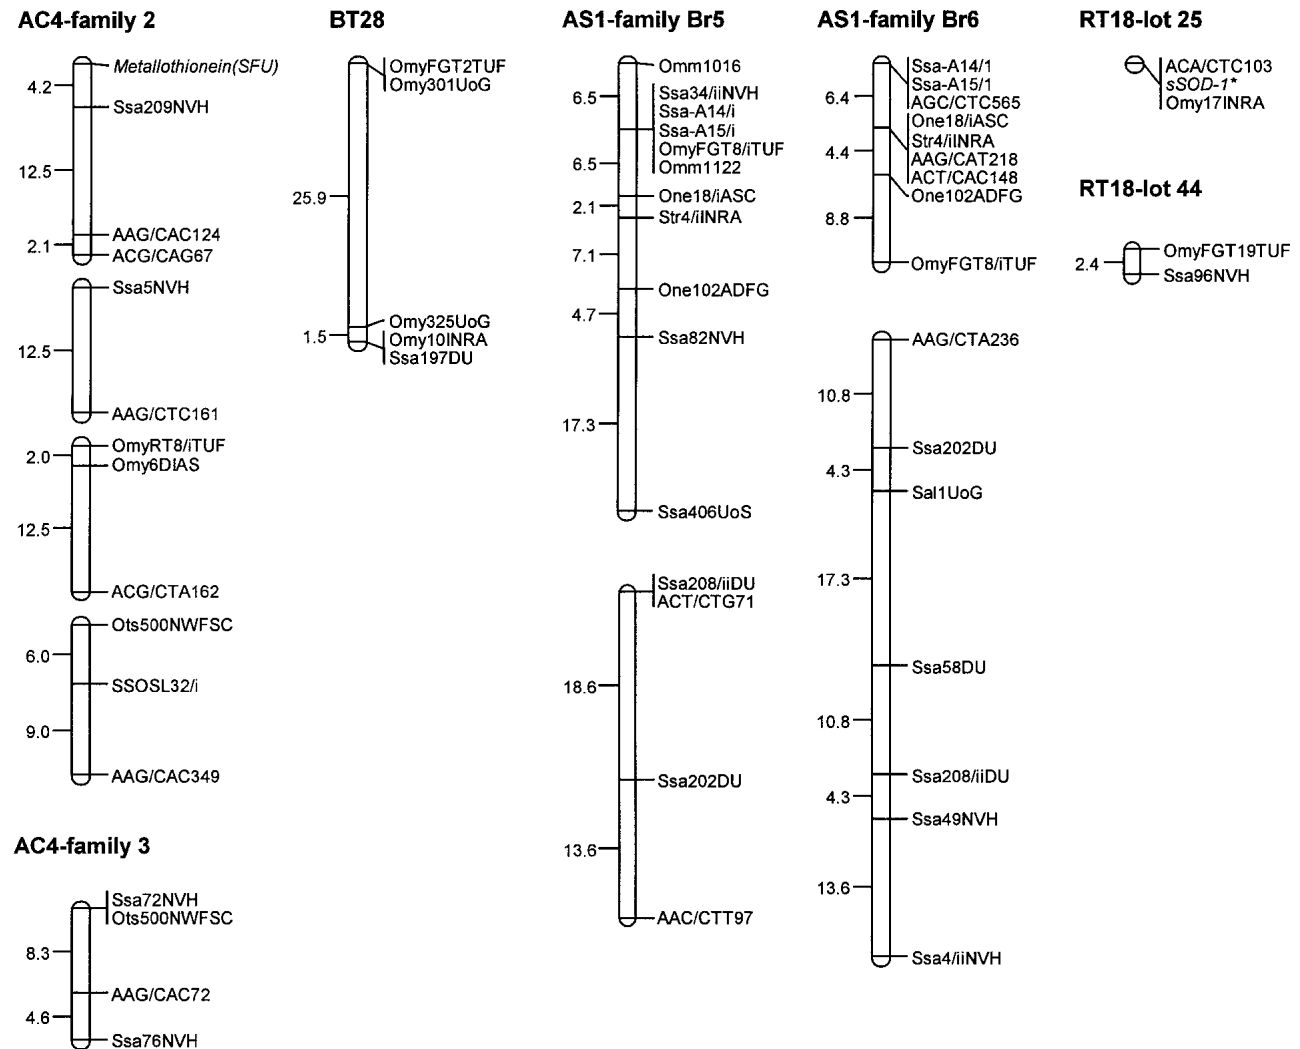 AC4-family 2
Metallothionein(SFU)
4.2
Ssa209NVH
12.5
AAG/CAC124
2.1
ACG/CAG67
Ssa5NVH
12.5
AAG/CTC161
OmyRT8/iTUF
2.0
Omy6DIAS
12.5
ACG/CTA162
Ots500NWFSC
6.0
SSOSL32/i
9.0
AAG/CAC349
AC4-family 3
Ssa72NVH
Ots500NWFSC
8.3
AAG/CAC72
4.6
Ssa76NVH
BT28
OmyFGT2TUF
Omy301UoG
25.9
Omy325UoG
1.5
Omy10INRA
Ssa197DU
AS1-family Br5
Omm1016
6.5
Ssa34/iiNVH
Ssa-A14/i
Ssa-A15/i
OmyFGT8/iTUF
6.5
Omm1122
One18/iASC
2.1
Str4/iINRA
7.1
One102ADFG
4.7
Ssa82NVH
17.3
Ssa406UoS
Ssa208/iiDU
ACT/CTG71
18.6
Ssa202DU
13.6
AAC/CTT97
AS1-family Br6
Ssa-A14/1
Ssa-A15/1
6.4
AGC/CTC565
One18/iASC
Str4/iINRA
4.4
AAG/CAT218
ACT/CAC148
One102ADFG
8.8
OmyFGT8/iTUF
AAG/CTA236
10.8
Ssa202DU
4.3
Sal1UoG
17.3
Ssa58DU
10.8
Ssa208/iiDU
4.3
Ssa49NVH
13.6
Ssa4/iiNVH
RT18-lot 25
ACA/CTC103
sSOD-1*
Omy17INRA
RT18-lot 44
OmyFGT19TUF
2.4
Ssa96NVH